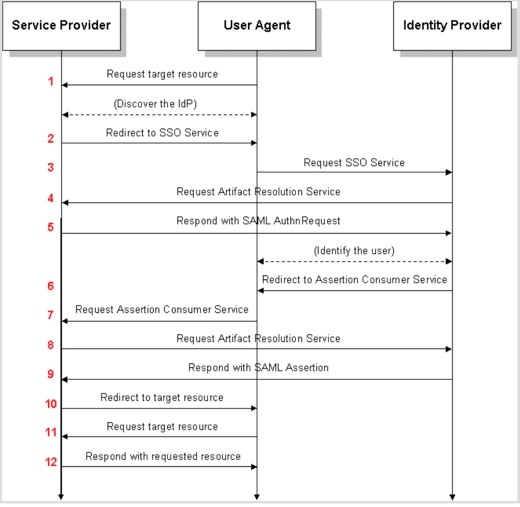 Service Provider
User Agent
Identity Provider
1
Request target resource
(Discover the IdP)
2
Redirect to SSO Service
3
Request SSO Service
4
Request Artifact Resolution Service
5
Respond with SAML AuthnRequest
(Identify the user)
6
Redirect to Assertion Consumer Service
7
Request Assertion Consumer Service
8
Request Artifact Resolution Service
9
Respond with SAML Assertion
10
Redirect to target resource
11
Request target resource
12
Respond with requested resource